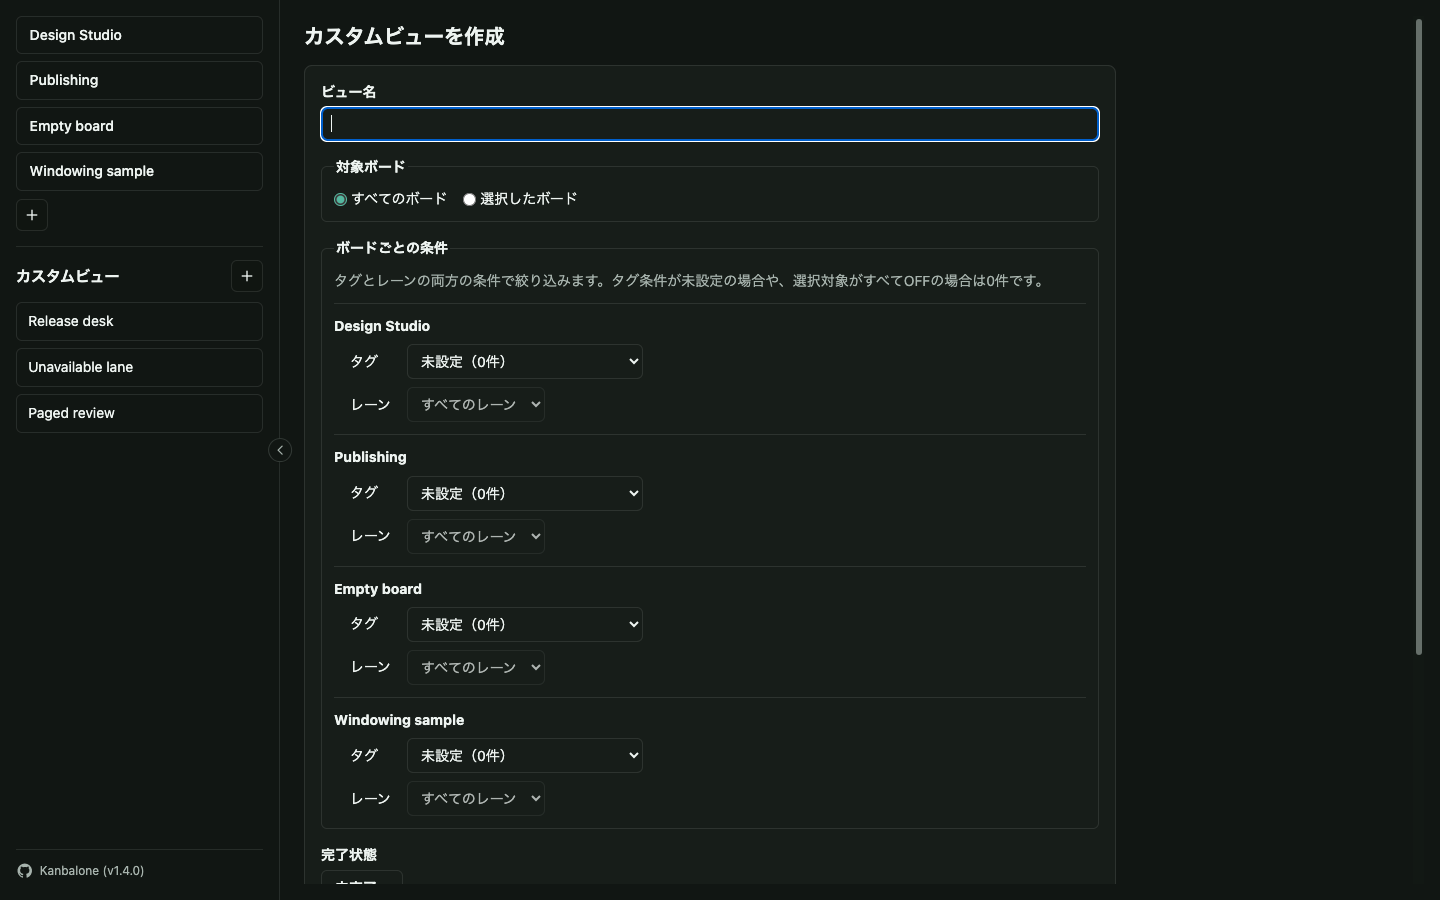 Design Studio
Publishing
Empty board
Windowing sample
カスタムビュー
Release desk
Unavailable lane
Paged review
Kanbalone (v1.4.0)
カスタムビューを作成
ビュー名
対象ボード
すべてのボード 選択したボード
ボードごとの条件
タグとレーンの両方の条件で絞り込みます。タグ条件が未設定の場合や、選択対象がすべてOFFの場合は0件です。
Design Studio
タグ 未設定（0件）
レーン すべてのレーン
Publishing
タグ 未設定（0件）
レーン すべてのレーン
Empty board
タグ 未設定（0件）
レーン すべてのレーン
Windowing sample
タグ 未設定（0件）
レーン すべてのレーン
完了状態